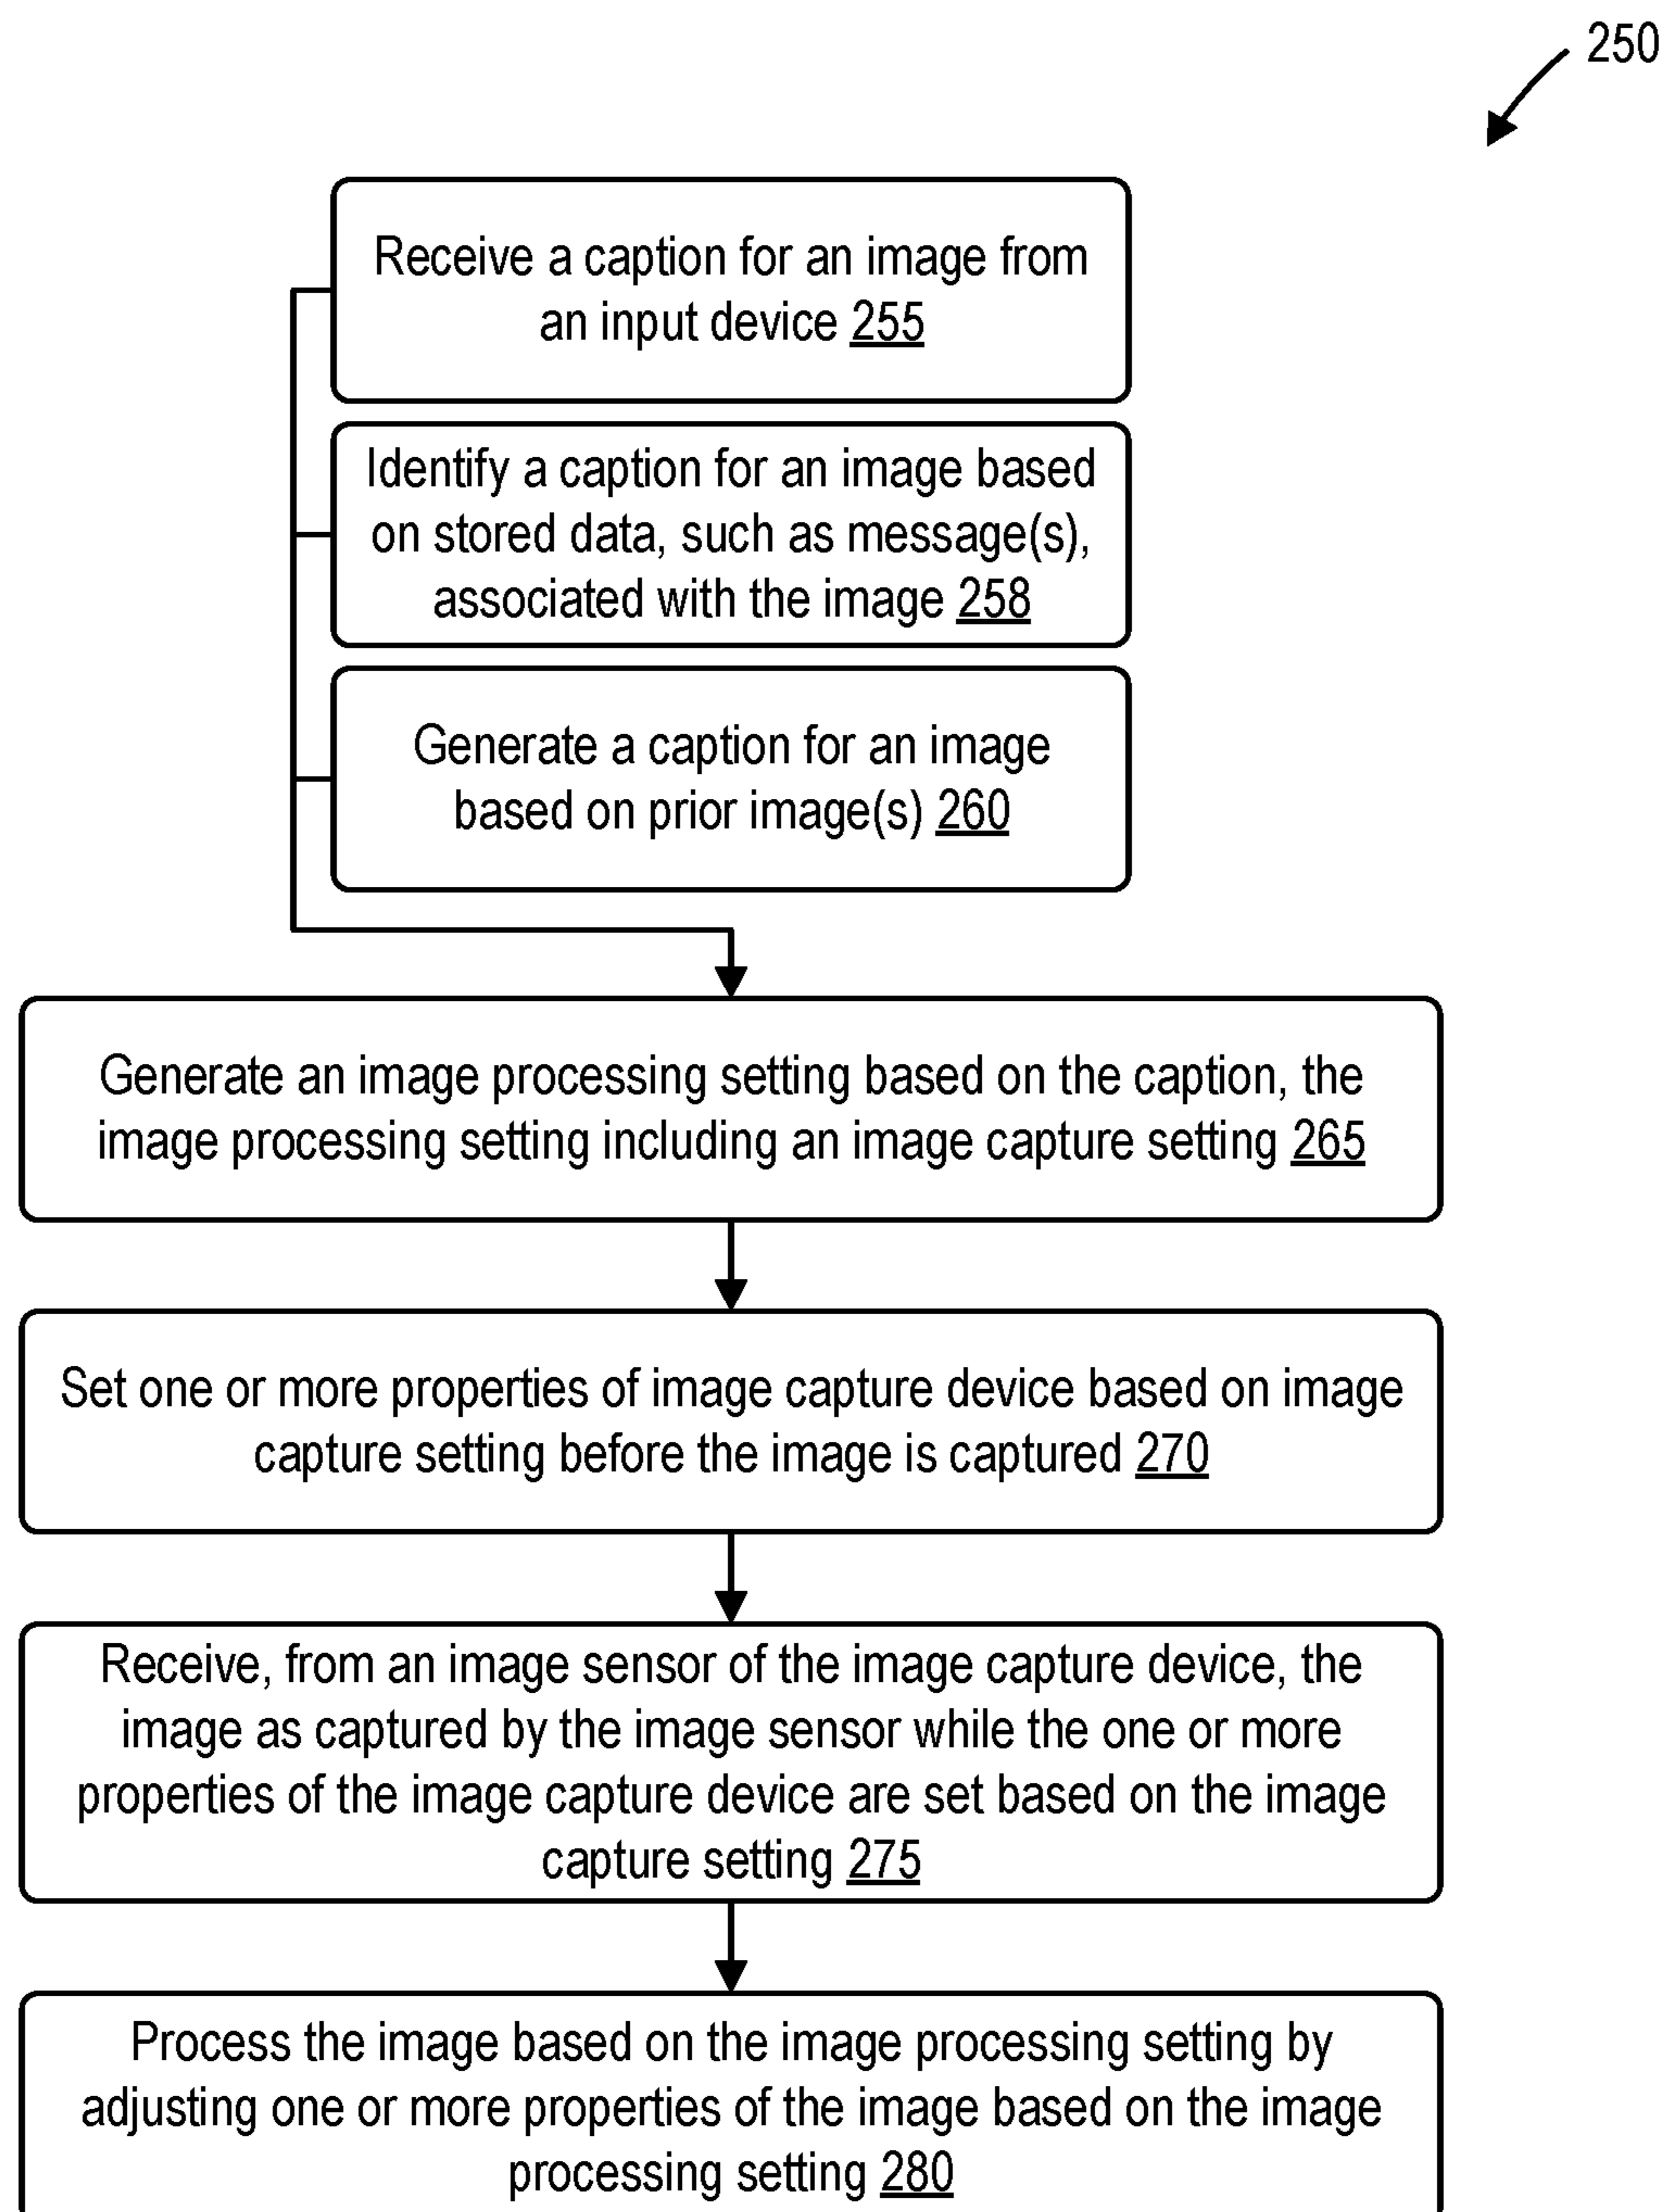 250
Receive a caption for an image from
an input device 255
Identify a caption for an image based
on stored data, such as message(s),
associated with the image 258
Generate a caption for an image
based on prior image(s) 260
Generate an image processing setting based on the caption, the
image processing setting including an image capture setting 265
Set one or more properties of image capture device based on image
capture setting before the image is captured 270
Receive, from an image sensor of the image capture device, the
image as captured by the image sensor while the one or more
properties of the image capture device are set based on the image
capture setting 275
Process the image based on the image processing setting by
adjusting one or more properties of the image based on the image
processing setting 280